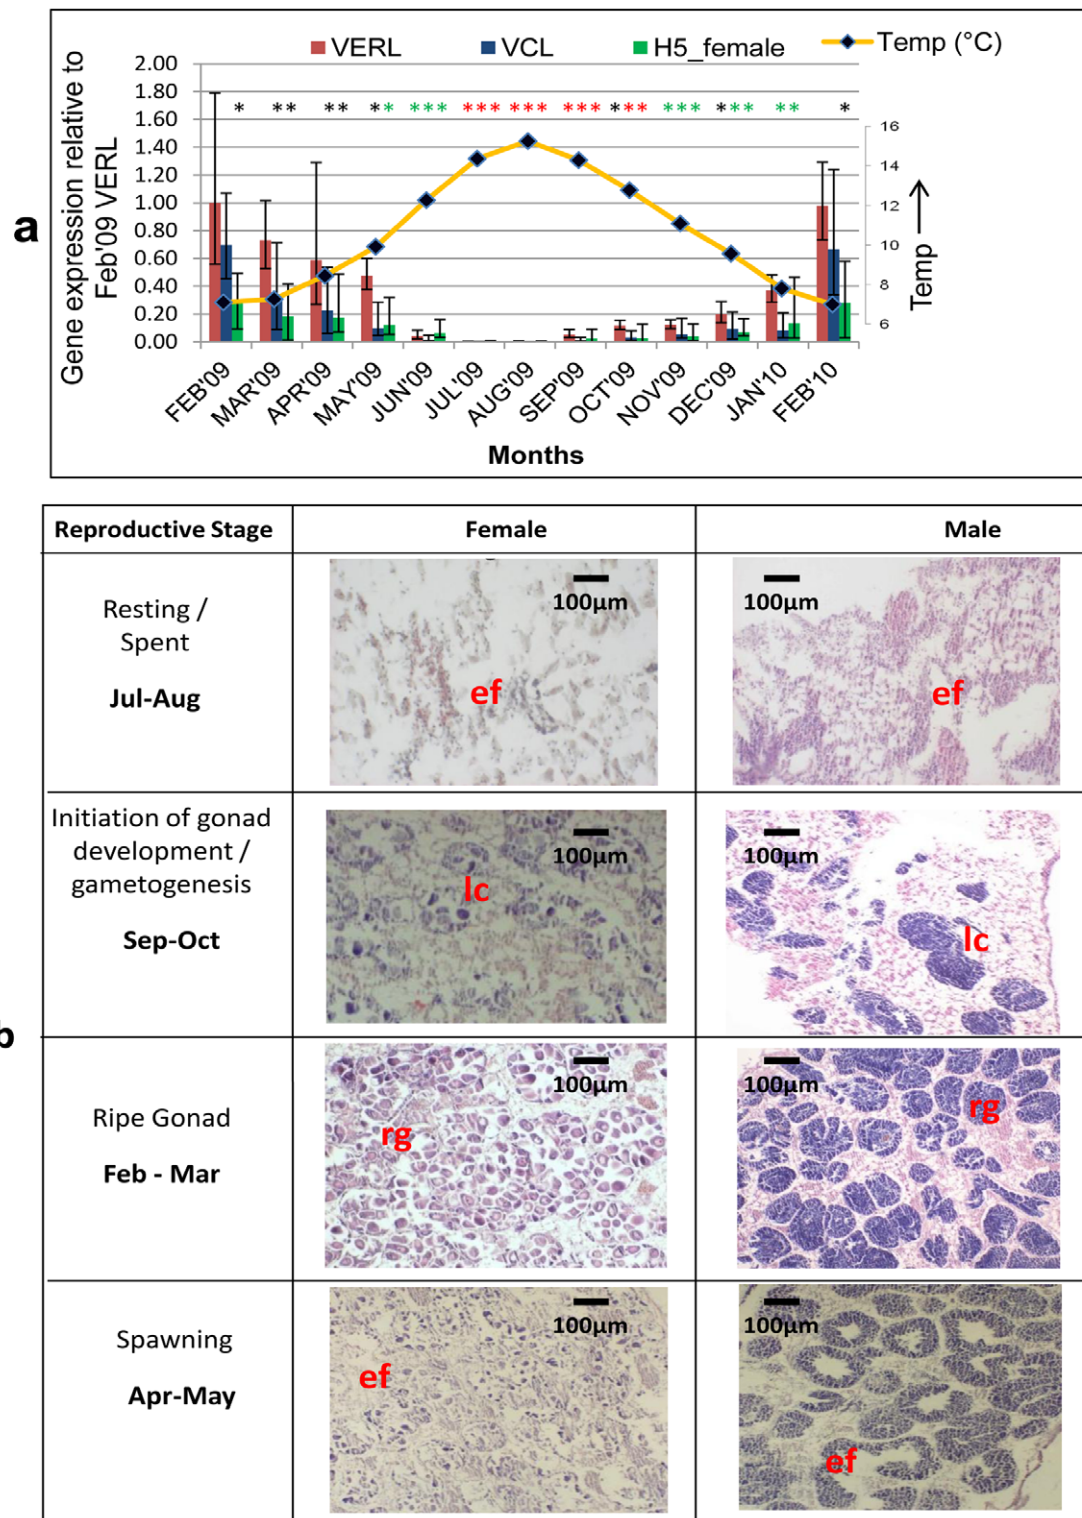 a
VERL VCL H5_female Temp (°C)
Gene expression relative to
Feb'09 VERL
2.00
1.80
1.60
1.40
1.20
1.00
0.80
0.60
0.40
0.20
0.00
* ** ** ** *** *** *** *** *** *** *** ** *
16
14
12
10
8
6
Temp →
FEB'09 MAR'09 APR'09 MAY'09 JUN'09 JUL'09 AUG'09 SEP'09 OCT'09 NOV'09 DEC'09 JAN'10 FEB'10
Months
b
Reproductive Stage Female Male
Resting /
Spent
Jul-Aug
100µm
ef
100µm
ef
Initiation of gonad
development /
gametogenesis
Sep-Oct
100µm
lc
100µm
lc
Ripe Gonad
Feb - Mar
100µm
rg
100µm
rg
Spawning
Apr-May
100µm
ef
100µm
ef